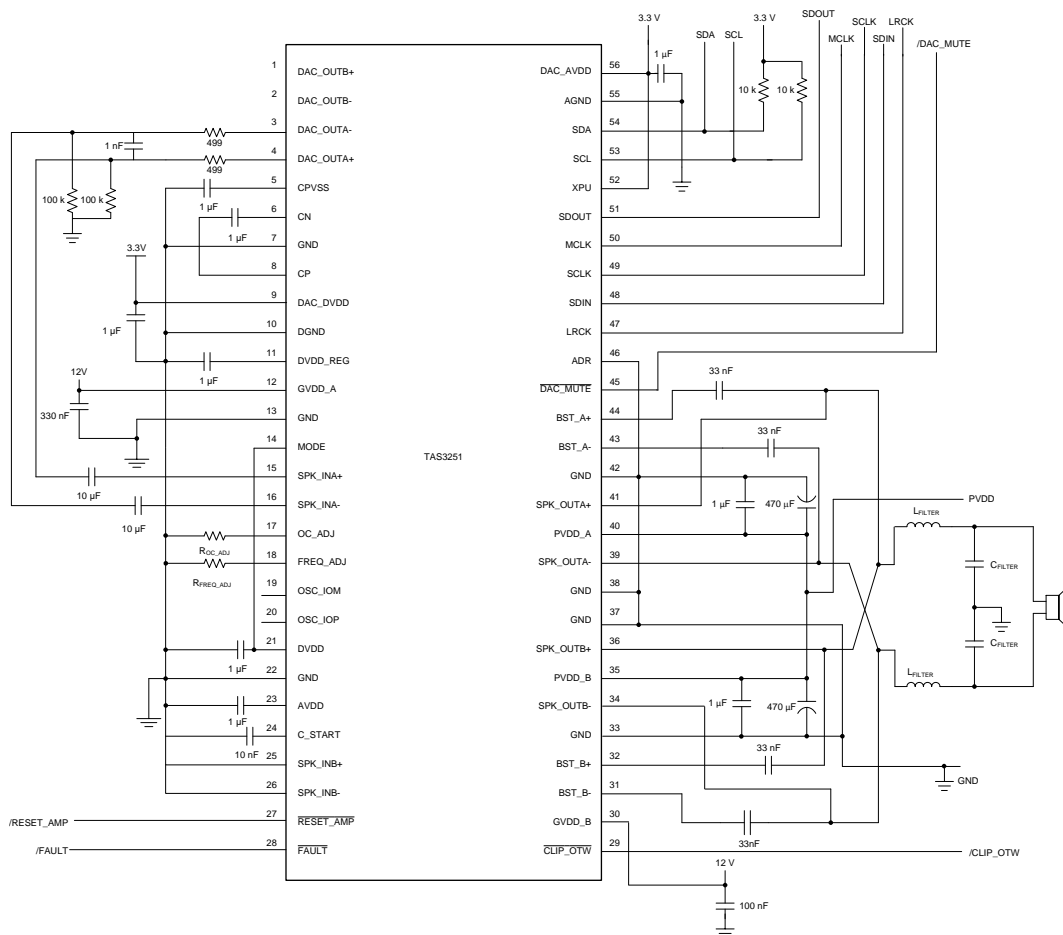 3.3 V
3.3 V
SDOUT
SCLK
LRCK
SDA
SCL
MCLK
SDIN
/DAC_MUTE
1 µF
10 k
10 k
1 DAC_OUTB+
2 DAC_OUTB-
3 DAC_OUTA-
4 DAC_OUTA+
5 CPVSS
6 CN
7 GND
8 CP
9 DAC_DVDD
10 DGND
11 DVDD_REG
12 GVDD_A
13 GND
14 MODE
15 SPK_INA+
16 SPK_INA-
17 OC_ADJ
18 FREQ_ADJ
19 OSC_IOM
20 OSC_IOP
21 DVDD
22 GND
23 AVDD
24 C_START
25 SPK_INB+
26 SPK_INB-
27 RESET_AMP
28 FAULT
TAS3251
DAC_AVDD 56
AGND 55
SDA 54
SCL 53
XPU 52
SDOUT 51
MCLK 50
SCLK 49
SDIN 48
LRCK 47
ADR 46
DAC_MUTE 45
BST_A+ 44
BST_A- 43
GND 42
SPK_OUTA+ 41
PVDD_A 40
SPK_OUTA- 39
GND 38
GND 37
SPK_OUTB+ 36
PVDD_B 35
SPK_OUTB- 34
GND 33
BST_B+ 32
BST_B- 31
GVDD_B 30
CLIP_OTW 29
499
1 nF
499
100 k
100 k
1 µF
1 µF
3.3V
1 µF
1 µF
12V
330 nF
10 µF
10 µF
ROC_ADJ
RFREQ_ADJ
1 µF
1 µF
10 nF
/RESET_AMP
/FAULT
33 nF
33 nF
1 µF
470 µF
PVDD
LFILTER
CFILTER
CFILTER
LFILTER
1 µF
470 µF
33 nF
GND
33nF
/CLIP_OTW
12 V
100 nF